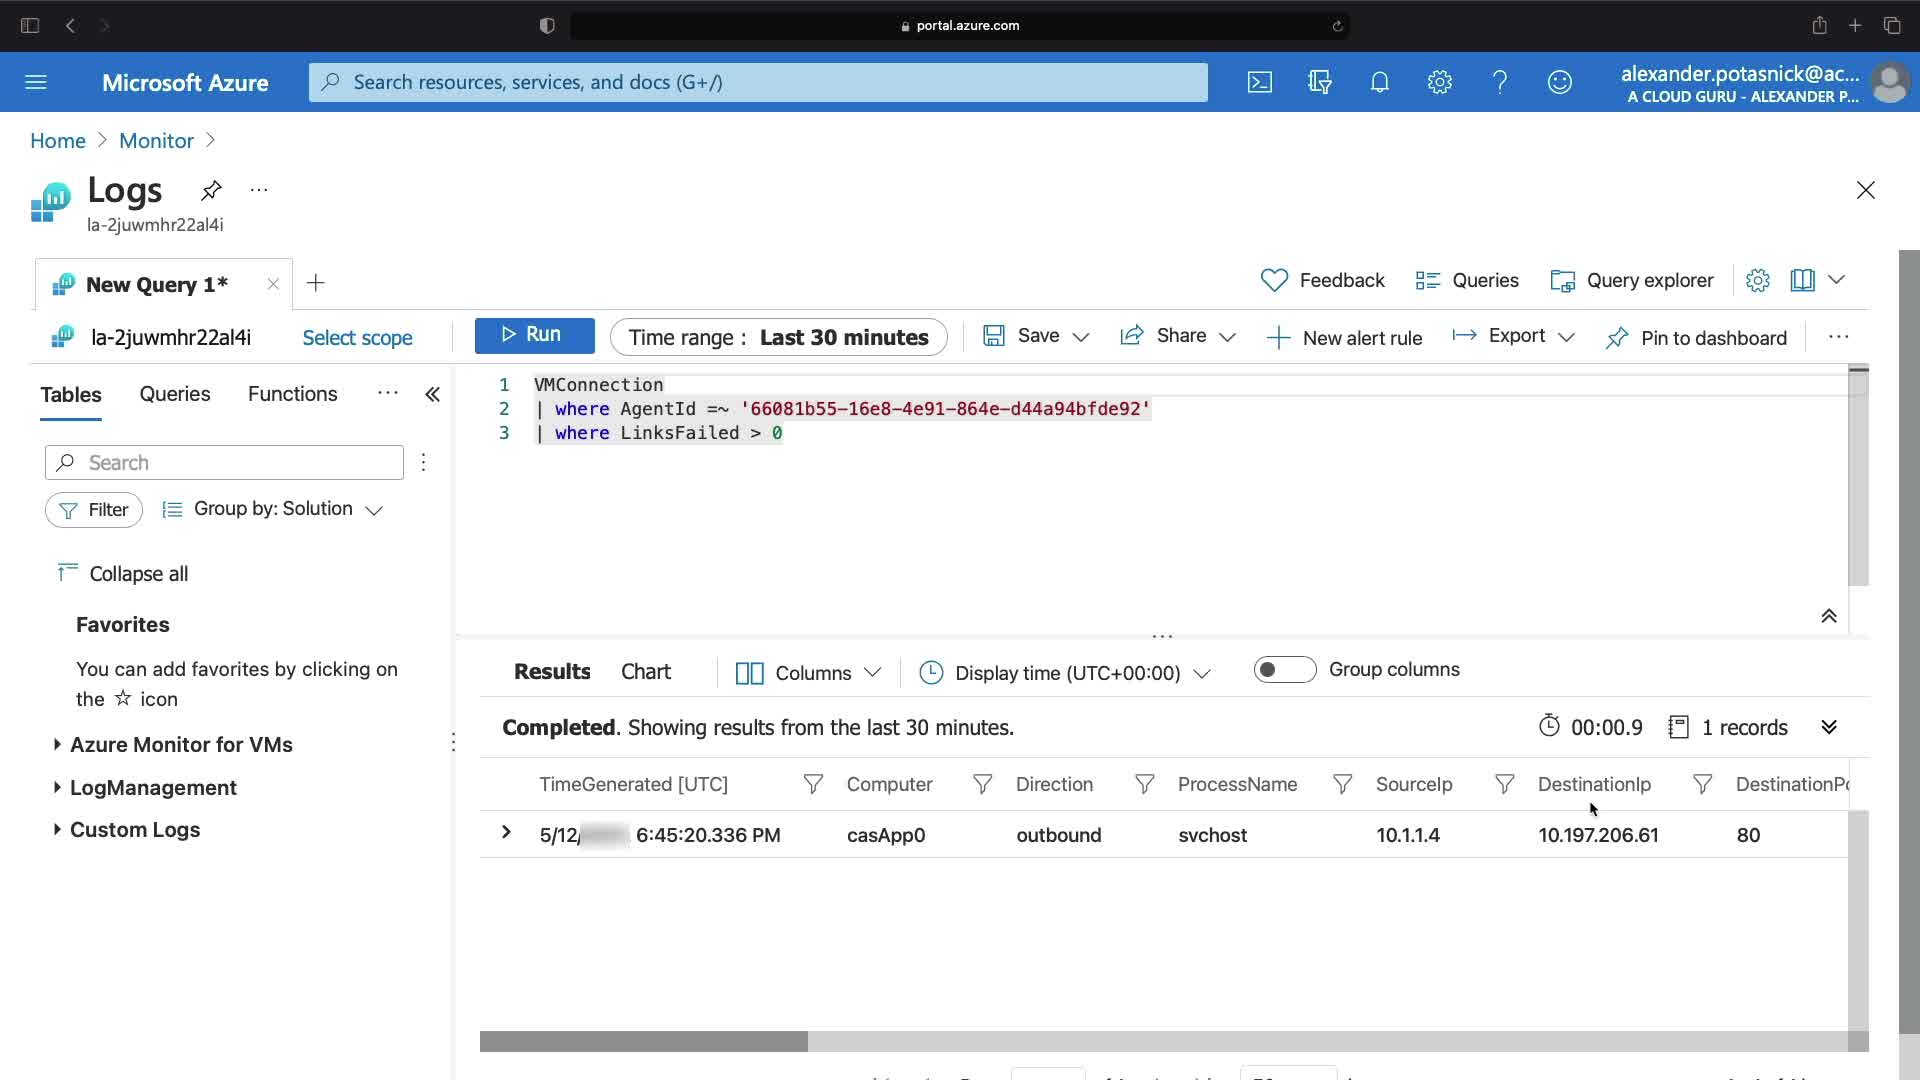 portal.azure.com
Microsoft Azure
Search resources, services, and docs (G+/)
alexander.potasnick@ac...
A CLOUD GURU - ALEXANDER P...
Home > Monitor >
Logs
la-2juwmhr22al4i
New Query 1*
Feedback
Queries
Query explorer
la-2juwmhr22al4i
Select scope
Run
Time range : Last 30 minutes
Save
Share
New alert rule
Export
Pin to dashboard
Tables
Queries
Functions
1 VMConnection
2 | where AgentId =~ '66081b55-16e8-4e91-864e-d44a94bfde92'
3 | where LinksFailed > 0
Search
Filter
Group by: Solution
Collapse all
Favorites
You can add favorites by clicking on
the ☆ icon
Azure Monitor for VMs
LogManagement
Custom Logs
Results
Chart
Columns
Display time (UTC+00:00)
Group columns
Completed. Showing results from the last 30 minutes.
00:00.9
1 records
TimeGenerated [UTC]
Computer
Direction
ProcessName
SourceIp
DestinationIp
DestinationPo
5/12/ 6:45:20.336 PM
casApp0
outbound
svchost
10.1.1.4
10.197.206.61
80